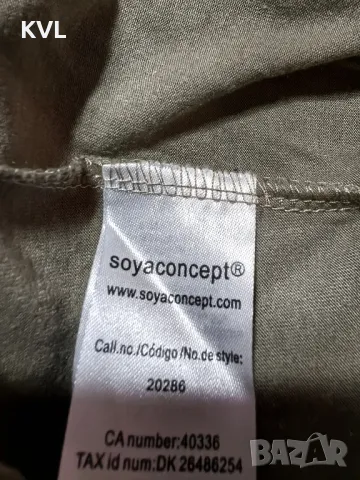 KVL
soyaconcept®
www.soyaconcept.com
Call.no./Código/No.de style:
20286
CA number:40336
TAX id num:DK 26486254
BAZAR